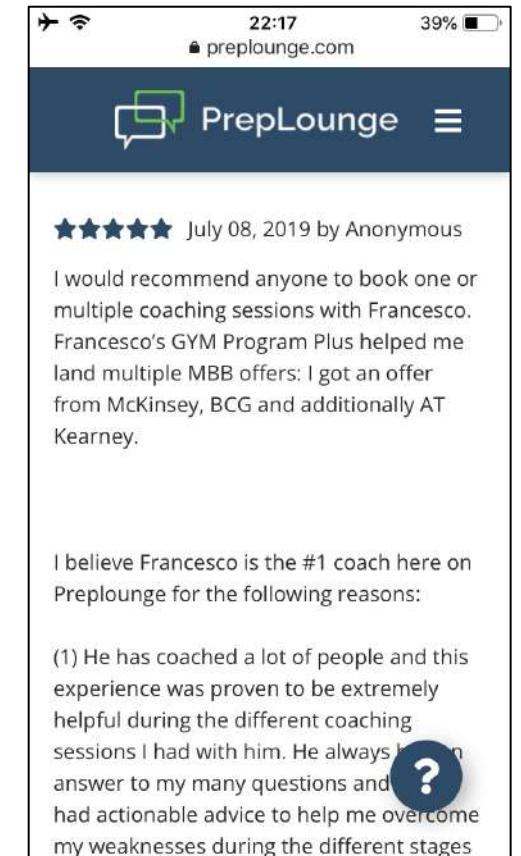 22:17
39%
preplounge.com
PrepLounge
July 08, 2019 by Anonymous
I would recommend anyone to book one or
multiple coaching sessions with Francesco.
Francesco's GYM Program Plus helped me
land multiple MBB offers: I got an offer
from McKinsey, BCG and additionally AT
Kearney.
I believe Francesco is the #1 coach here on
Preplounge for the following reasons:
(1) He has coached a lot of people and this
experience was proven to be extremely
helpful during the different coaching
sessions I had with him. He always
answer to my many questions and
?
had actionable advice to help me overcome
my weaknesses during the different stages